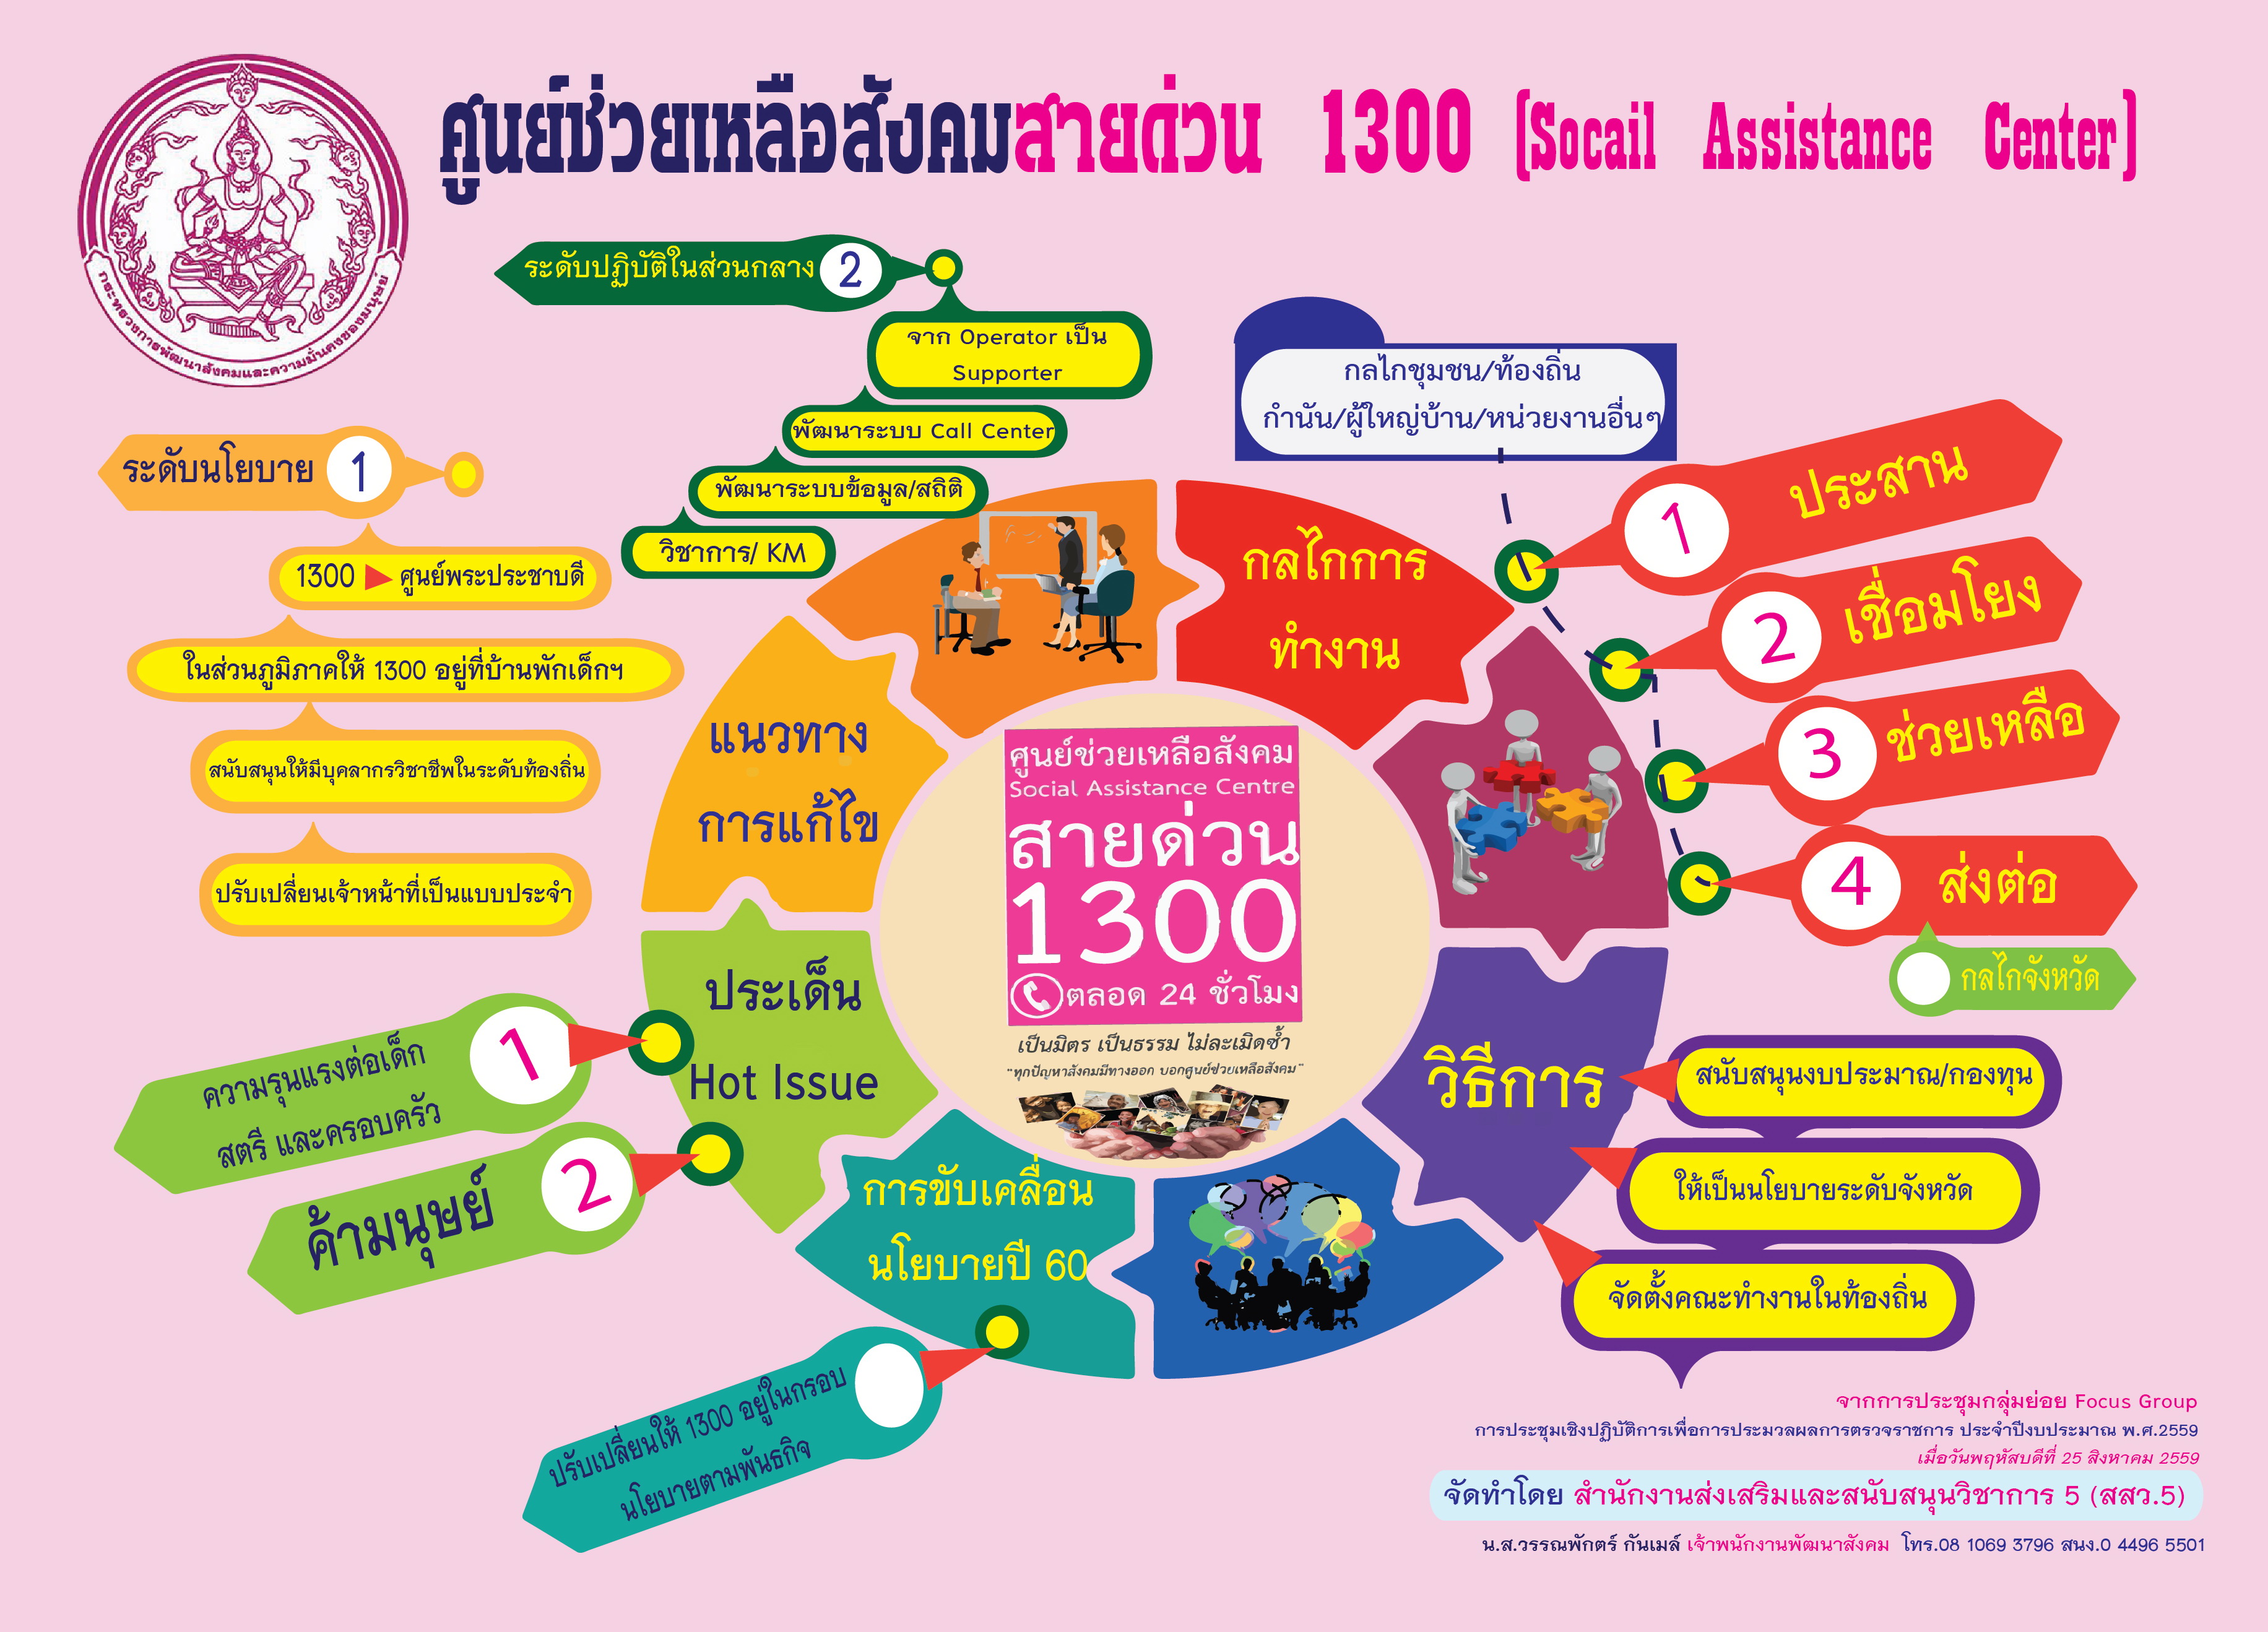 ศูนย์ช่วยเหลือสังคมสายด่วน 1300 (Socail Assistance Center)
กระทรวงการพัฒนาสังคมและความมั่นคงของมนุษย์
ระดับปฏิบัติในส่วนกลาง 2
จาก Operator เป็น
Supporter
พัฒนาระบบ Call Center
พัฒนาระบบข้อมูล/สถิติ
วิชาการ/ KM
ระดับนโยบาย 1
1300 ศูนย์พระประชาบดี
ในส่วนภูมิภาคให้ 1300 อยู่ที่บ้านพักเด็กฯ
สนับสนุนให้มีบุคลากรวิชาชีพในระดับท้องถิ่น
ปรับเปลี่ยนเจ้าหน้าที่เป็นแบบประจำ
แนวทาง
การแก้ไข
กลไกการ
ทำงาน
กลไกชุมชน/ท้องถิ่น
กำนัน/ผู้ใหญ่บ้าน/หน่วยงานอื่นๆ
1 ประสาน
2 เชื่อมโยง
3 ช่วยเหลือ
4 ส่งต่อ
กลไกจังหวัด
ศูนย์ช่วยเหลือสังคม
Social Assistance Centre
สายด่วน
1300
ตลอด 24 ชั่วโมง
เป็นมิตร เป็นธรรม ไม่ละเมิดซ้ำ
"ทุกปัญหาสังคมมีทางออก บอกศูนย์ช่วยเหลือสังคม"
ประเด็น
Hot Issue
ความรุนแรงต่อเด็ก
สตรี และครอบครัว
1
ค้ามนุษย์ 2
การขับเคลื่อน
นโยบายปี 60
ปรับเปลี่ยนให้ 1300 อยู่ในกรอบ
นโยบายตามพันธกิจ
วิธีการ
สนับสนุนงบประมาณ/กองทุน
ให้เป็นนโยบายระดับจังหวัด
จัดตั้งคณะทำงานในท้องถิ่น
จากการประชุมกลุ่มย่อย Focus Group
การประชุมเชิงปฏิบัติการเพื่อการประมวลผลการตรวจราชการ ประจำปีงบประมาณ พ.ศ.2559
เมื่อวันพฤหัสบดีที่ 25 สิงหาคม 2559
จัดทำโดย สำนักงานส่งเสริมและสนับสนุนวิชาการ 5 (สสว.5)
น.ส.วรรณพักตร์ กันเมล์ เจ้าพนักงานพัฒนาสังคม โทร.08 1069 3796 สนง.0 4496 5501